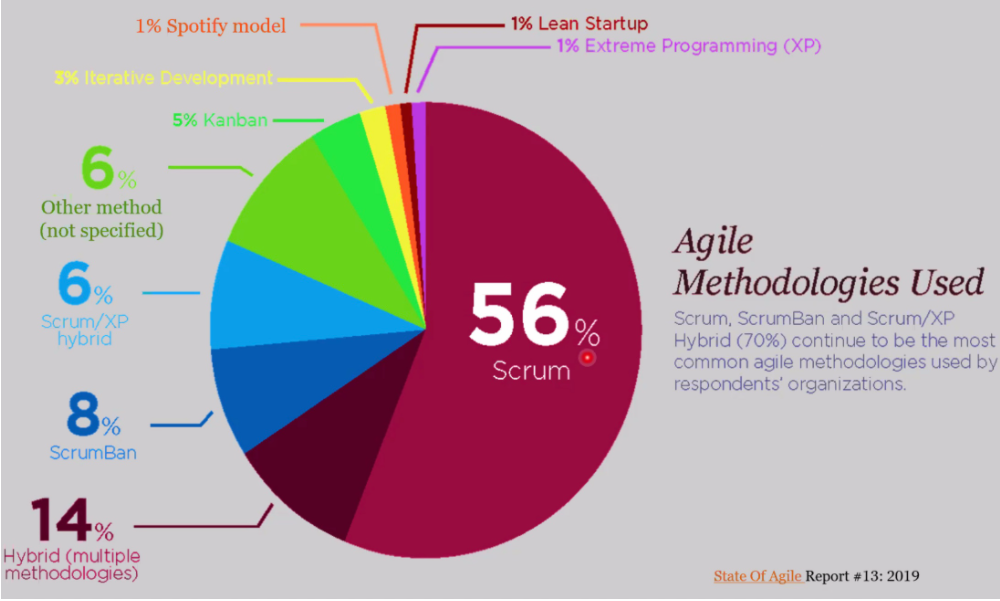 1% Spotify model
1% Lean Startup
1% Extreme Programming (XP)
3% Iterative Development
5% Kanban
6%
Other method
(not specified)
6%
Scrum/XP
hybrid
8%
ScrumBan
14%
Hybrid (multiple
methodologies)
56%
Scrum
Agile
Methodologies Used
Scrum, ScrumBan and Scrum/XP
Hybrid (70%) continue to be the most
common agile methodologies used by
respondents' organizations.
State Of Agile Report #13: 2019